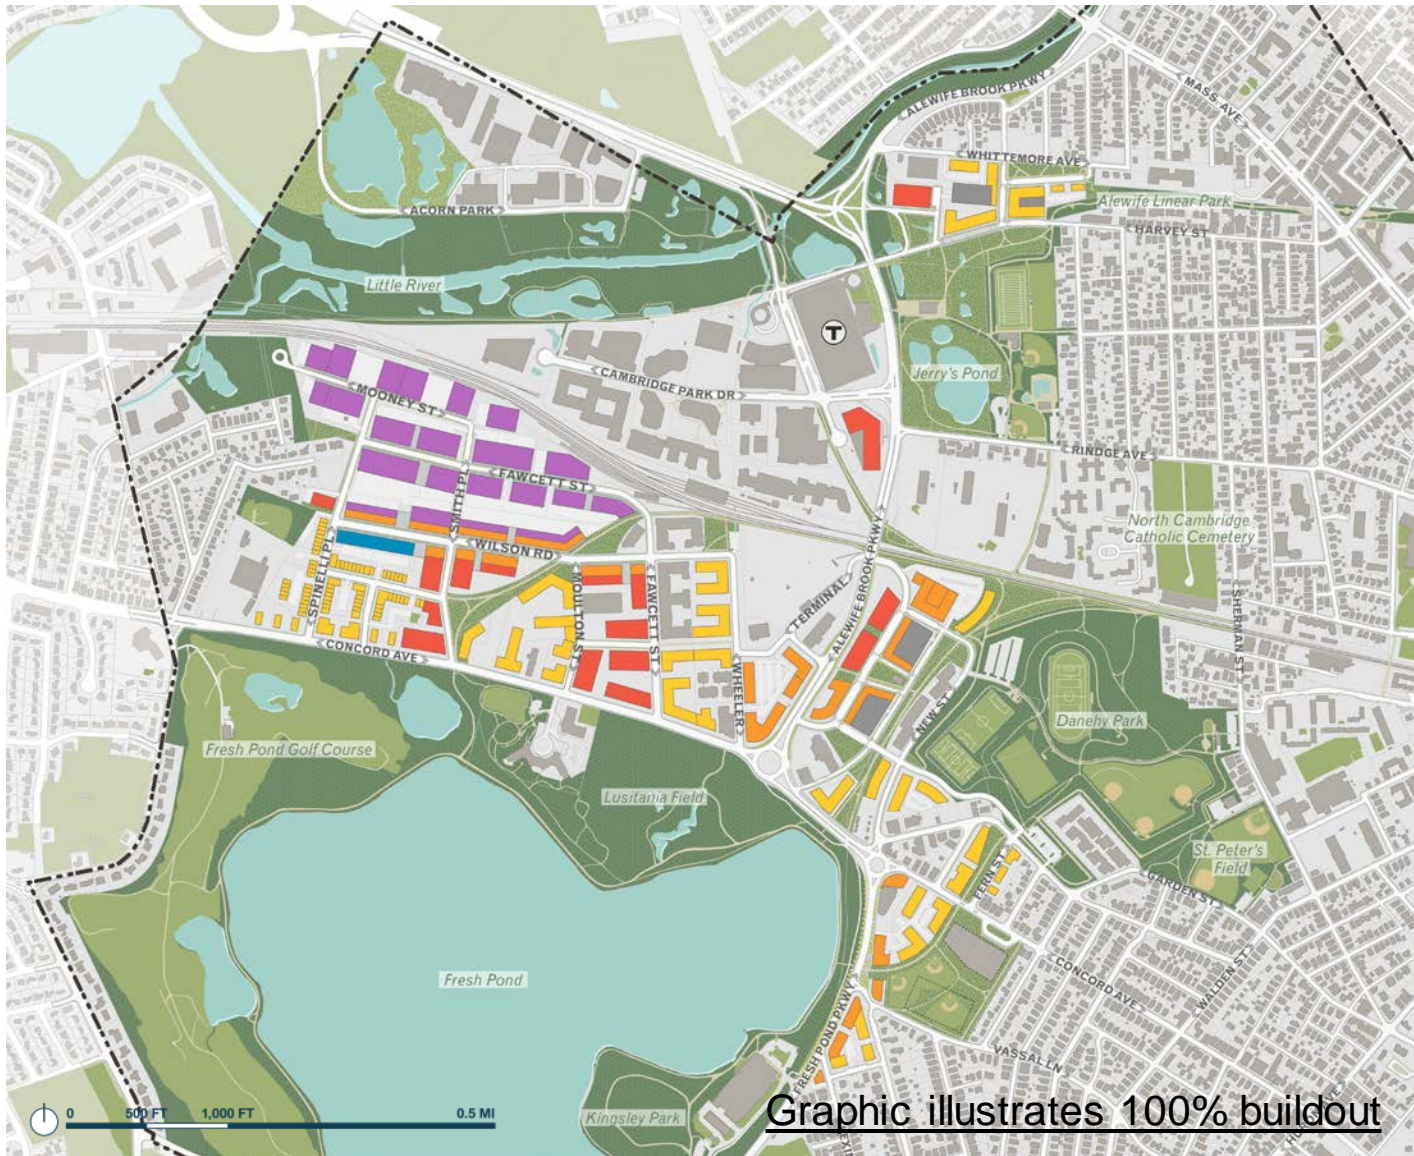 ALEWIFE BROOK PKWY
MASS AVE
WHITTEMORE AVE
Alewife Linear Park
ACORN PARK
HARVEY ST
Little River
T
CAMBRIDGE PARK DR
Jerry's Pond
MOONEY ST
RINDGE AVE
FAWCETT ST
SMITH PL
North Cambridge
Catholic Cemetery
WILSON RD
SPINELLI PL
MOULTON ST
FAWCETT ST
TERMINAL
ALEWIFE BROOK PKWY
SHERMAN ST
CONCORD AVE
WHEELER
NEW ST
Danehy Park
Fresh Pond Golf Course
Lusitania Field
St. Peter's
Field
FERN ST
GARDEN ST
Fresh Pond
CONCORD AVE
WALDEN ST
FRESH POND PKWY
VASSAL LN
Kingsley Park
0 500 FT 1,000 FT 0.5 MI
Graphic illustrates 100% buildout